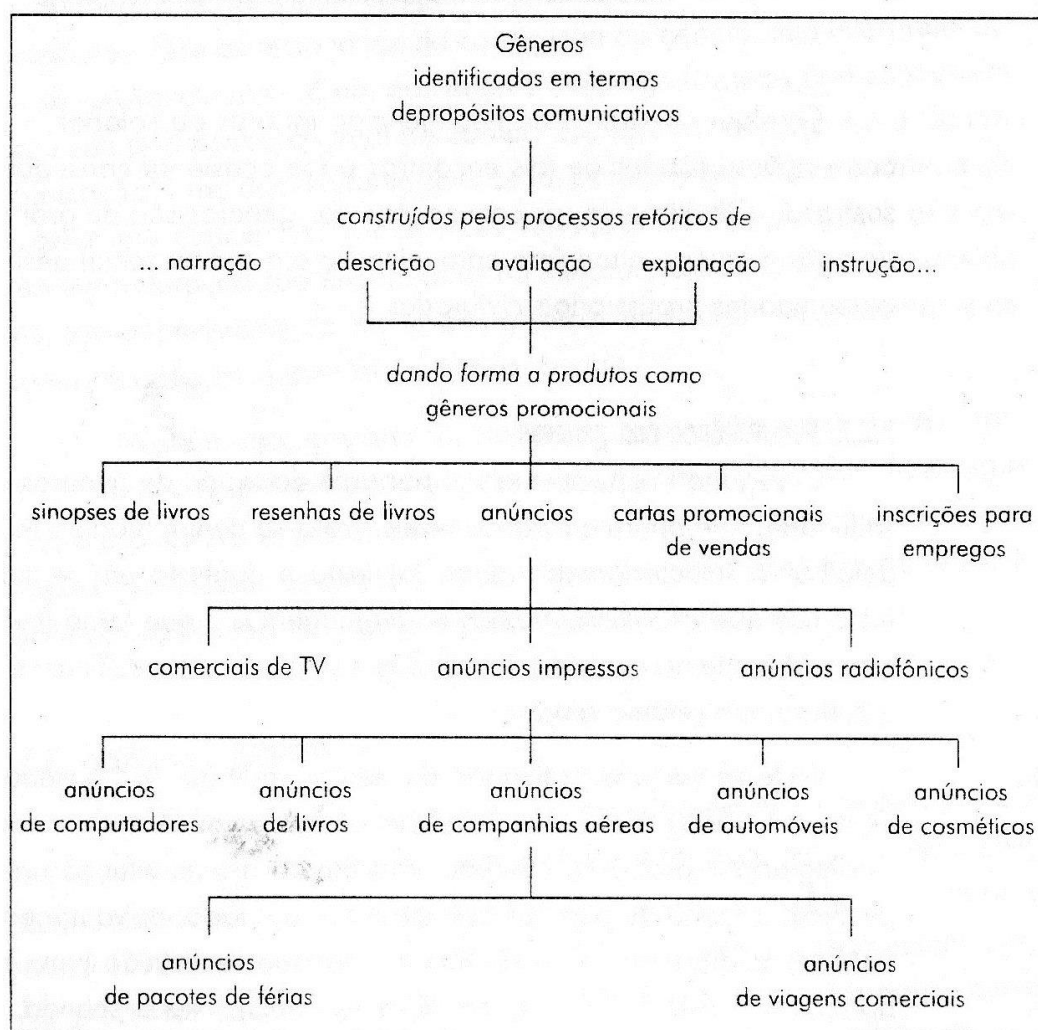 Gêneros
identificados em termos
depropósitos comunicativos
construídos pelos processos retóricos de
... narração descrição avaliação explanação instrução...
dando forma a produtos como
gêneros promocionais
sinopses de livros resenhas de livros anúncios cartas promocionais inscrições para
de vendas empregos
comerciais de TV anúncios impressos anúncios radiofônicos
anúncios anúncios anúncios anúncios anúncios
de computadores de livros de companhias aéreas de automóveis de cosméticos
anúncios anúncios
de pacotes de férias de viagens comerciais